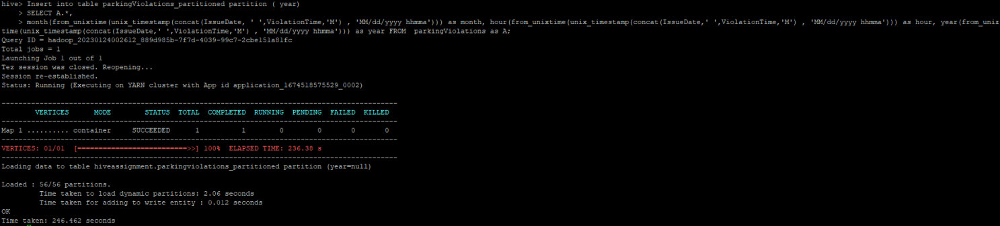 hive> Insert into table parkingViolations_partitioned partition ( year)
    > SELECT A.*,
    > month(from_unixtime(unix_timestamp(concat(IssueDate, ' ',ViolationTime,'M') , 'MM/dd/yyyy hhmma'))) as month, hour(from_unixtime(unix_timestamp(concat(IssueDate,' ',ViolationTime,'M') , 'MM/dd/yyyy hhmma'))) as hour, year(from_unix
time(unix_timestamp(concat(IssueDate,' ',ViolationTime,'M') , 'MM/dd/yyyy hhmma'))) as year FROM  parkingViolations as A;
Query ID = hadoop_20230124002612_889d985b-7f7d-4039-99c7-2cbe151a81fc
Total jobs = 1
Launching Job 1 out of 1
Tez session was closed. Reopening...
Session re-established.
Status: Running (Executing on YARN cluster with App id application_1674518575529_0002)
----------------------------------------------------------------------------------------------
        VERTICES      MODE        STATUS  TOTAL  COMPLETED  RUNNING  PENDING  FAILED  KILLED
----------------------------------------------------------------------------------------------
Map 1 .......... container     SUCCEEDED      1          1        0        0       0       0
----------------------------------------------------------------------------------------------
VERTICES: 01/01  [==========================>>] 100%  ELAPSED TIME: 236.38 s
----------------------------------------------------------------------------------------------
Loading data to table hiveassignment.parkingviolations_partitioned partition (year=null)
Loaded : 56/56 partitions.
         Time taken to load dynamic partitions: 2.06 seconds
         Time taken for adding to write entity : 0.012 seconds
OK
Time taken: 246.462 seconds